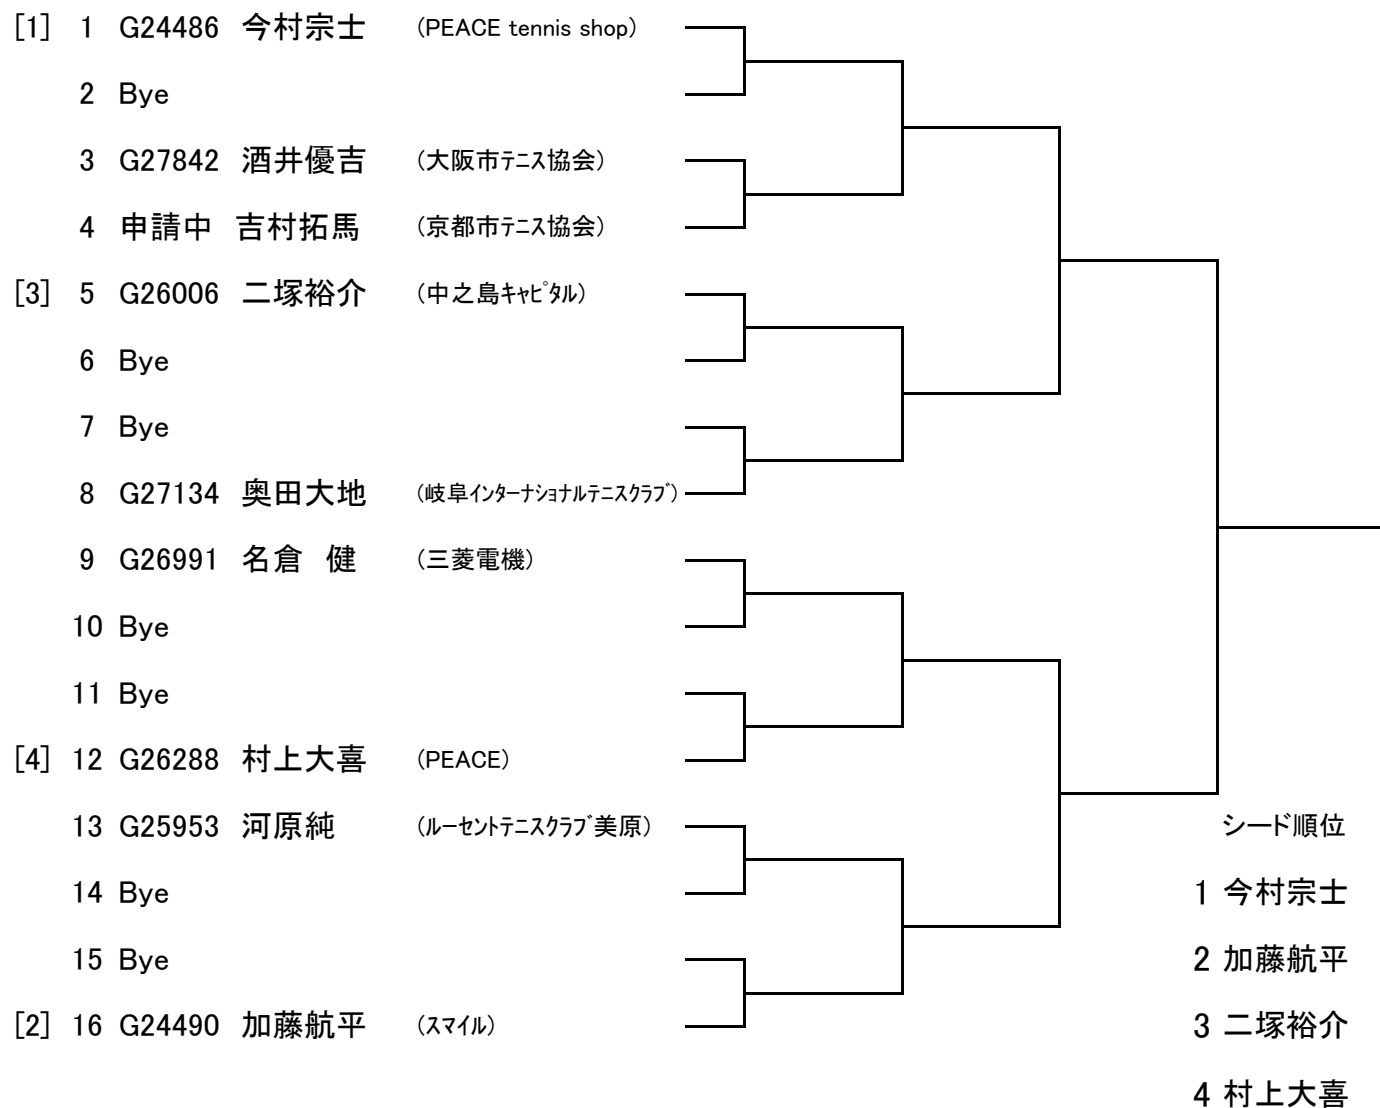 [1] 1 G24486 今村宗士 (PEACE tennis shop)
2 Bye
3 G27842 酒井優吉 (大阪市ﾃﾆｽ協会)
4 申請中 吉村拓馬 (京都市ﾃﾆｽ協会)
[3] 5 G26006 二塚裕介 (中之島ｷｬﾋﾟﾀﾙ)
6 Bye
7 Bye
8 G27134 奥田大地 (岐阜ｲﾝﾀｰﾅｼｮﾅﾙﾃﾆｽｸﾗﾌﾞ)
9 G26991 名倉　健 (三菱電機)
10 Bye
11 Bye
[4] 12 G26288 村上大喜 (PEACE)
13 G25953 河原純 (ﾙｰｾﾝﾄﾃﾆｽｸﾗﾌﾞ美原)
14 Bye
15 Bye
[2] 16 G24490 加藤航平 (ｽﾏｲﾙ)
シード順位
1 今村宗士
2 加藤航平
3 二塚裕介
4 村上大喜